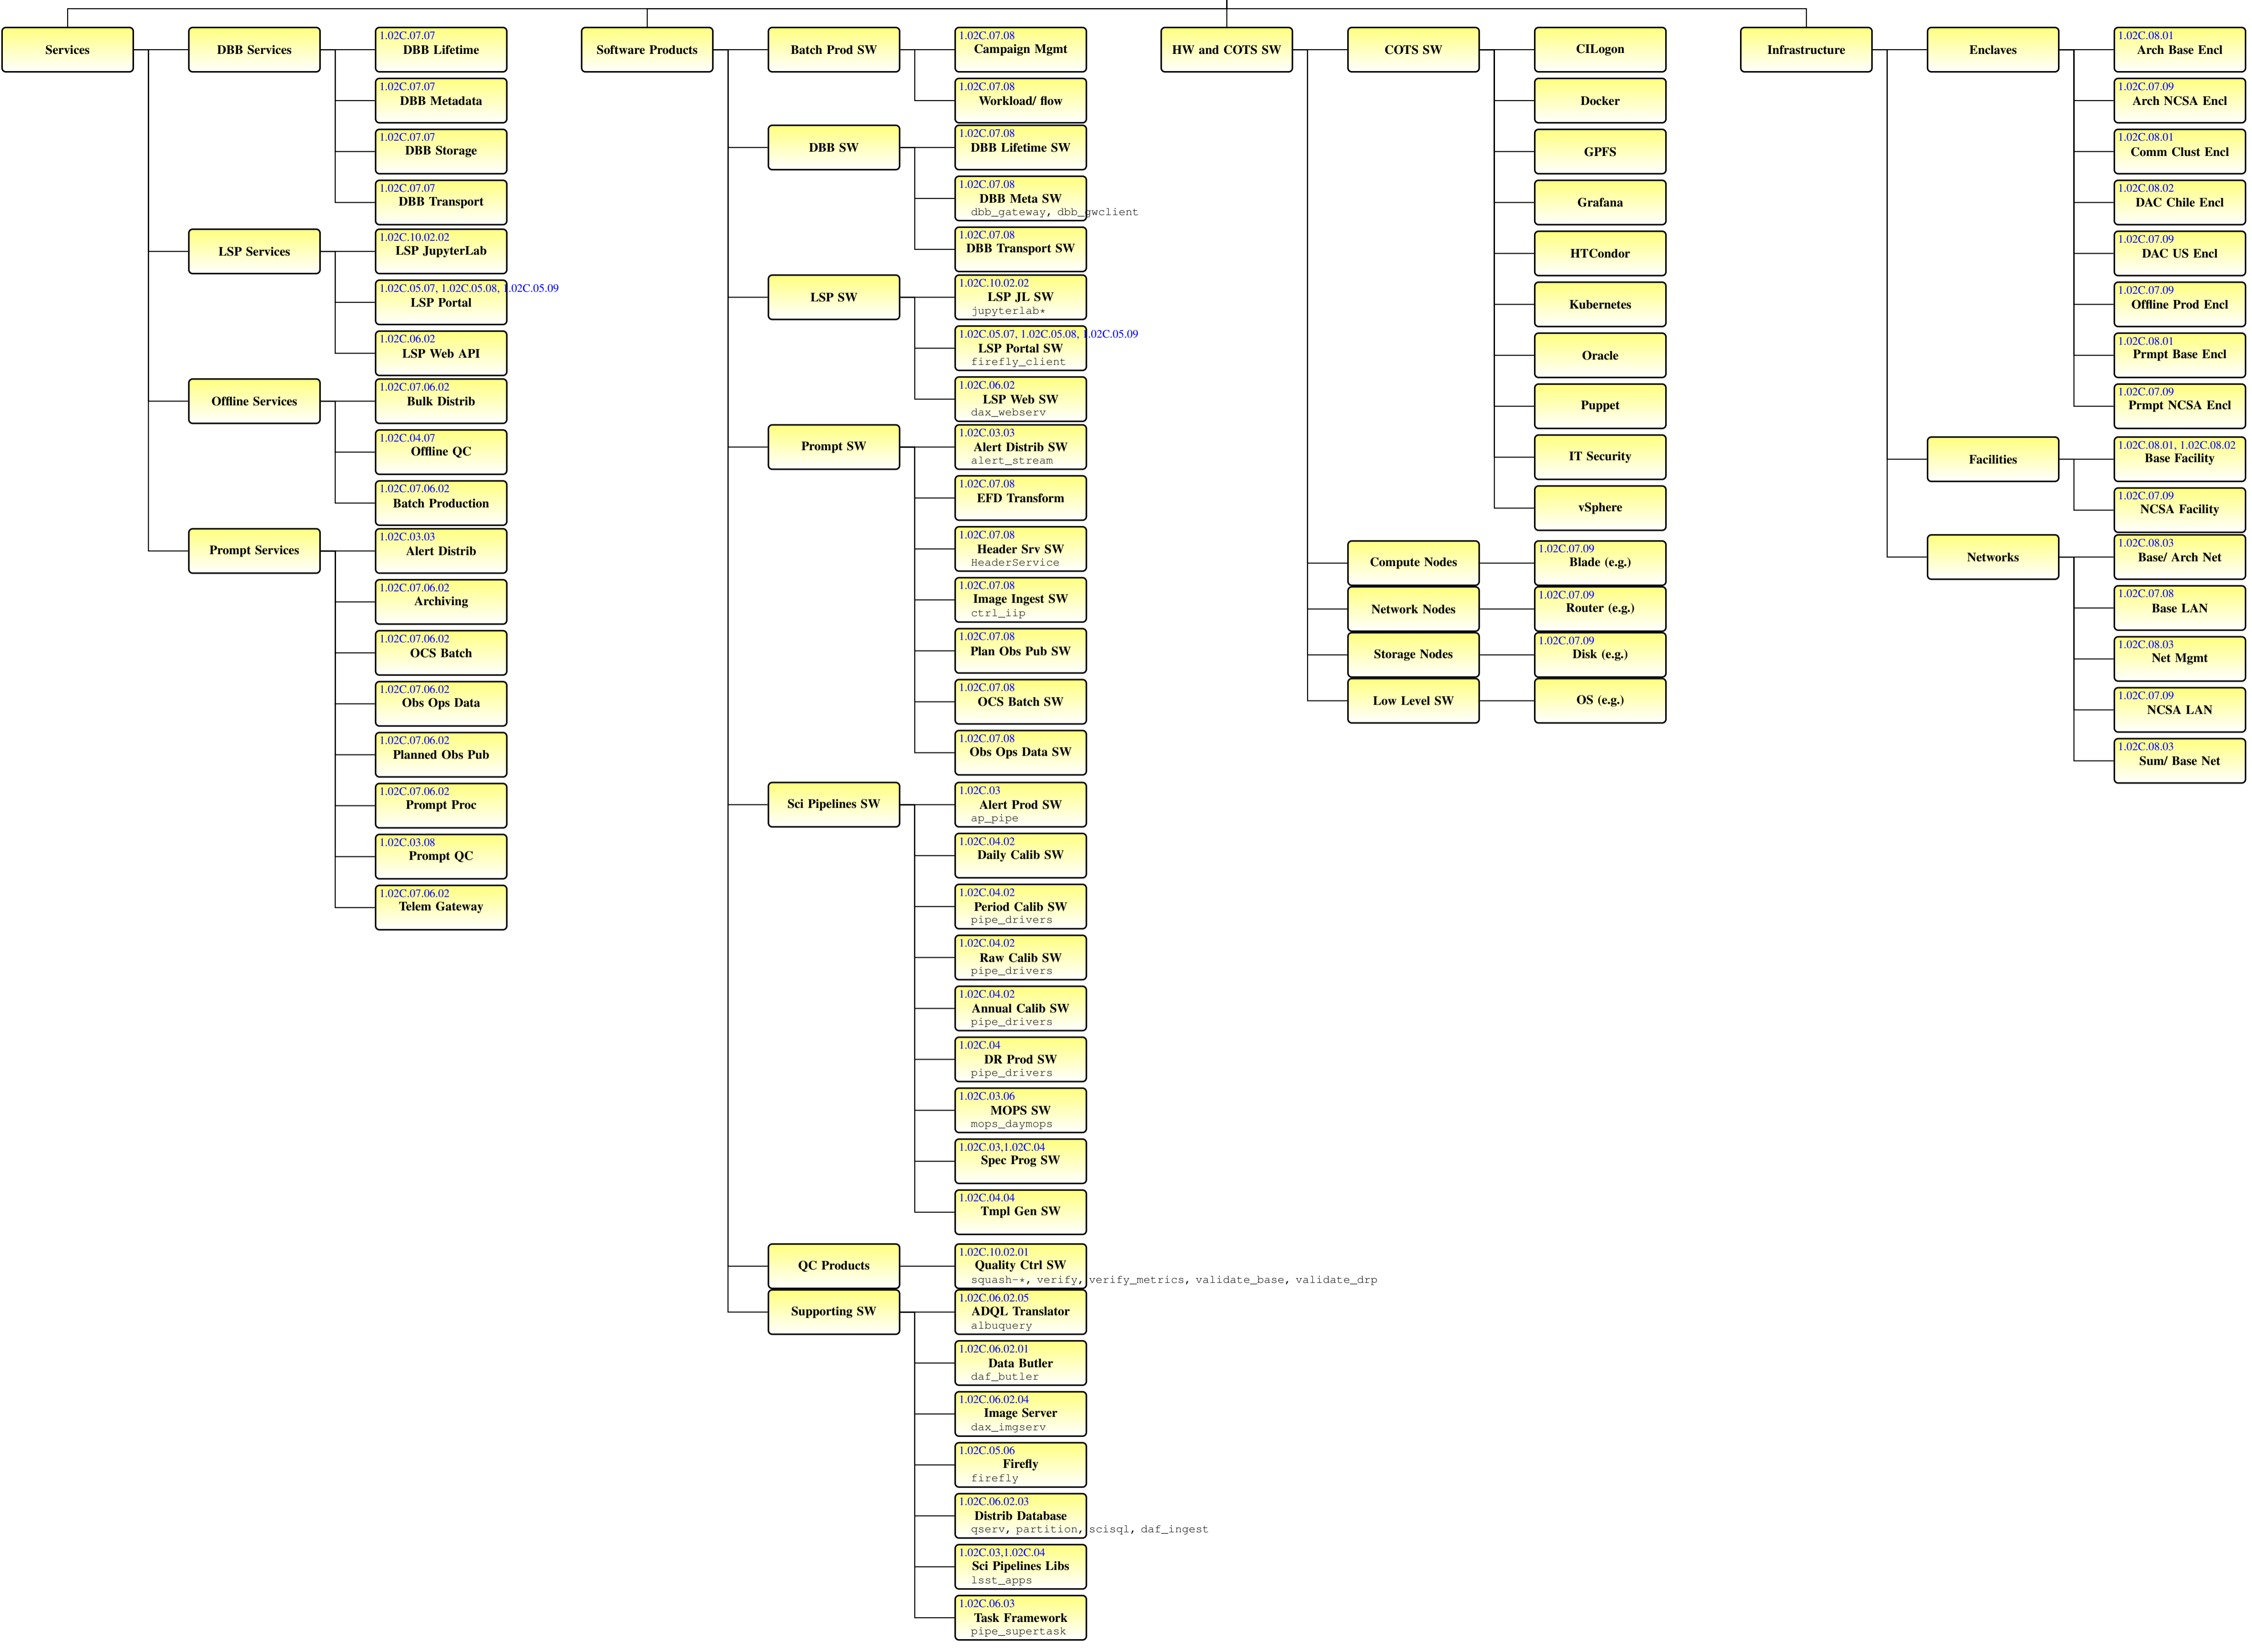 Services
DBB Services
1.02C.07.07
DBB Lifetime
1.02C.07.07
DBB Metadata
1.02C.07.07
DBB Storage
1.02C.07.07
DBB Transport
LSP Services
1.02C.10.02.02
LSP JupyterLab
1.02C.05.07, 1.02C.05.08, 1.02C.05.09
LSP Portal
1.02C.06.02
LSP Web API
Offline Services
1.02C.07.06.02
Bulk Distrib
1.02C.04.07
Offline QC
1.02C.07.06.02
Batch Production
Prompt Services
1.02C.03.03
Alert Distrib
1.02C.07.06.02
Archiving
1.02C.07.06.02
OCS Batch
1.02C.07.06.02
Obs Ops Data
1.02C.07.06.02
Planned Obs Pub
1.02C.07.06.02
Prompt Proc
1.02C.03.08
Prompt QC
1.02C.07.06.02
Telem Gateway
Software Products
Batch Prod SW
1.02C.07.08
Campaign Mgmt
1.02C.07.08
Workload/ flow
DBB SW
1.02C.07.08
DBB Lifetime SW
1.02C.07.08
DBB Meta SW
dbb_gateway, dbb_gwclient
1.02C.07.08
DBB Transport SW
LSP SW
1.02C.10.02.02
LSP JL SW
jupyterlab*
1.02C.05.07, 1.02C.05.08, 1.02C.05.09
LSP Portal SW
firefly_client
1.02C.06.02
LSP Web SW
dax_webserv
Prompt SW
1.02C.03.03
Alert Distrib SW
alert_stream
1.02C.07.08
EFD Transform
1.02C.07.08
Header Srv SW
HeaderService
1.02C.07.08
Image Ingest SW
ctrl_iip
1.02C.07.08
Plan Obs Pub SW
1.02C.07.08
OCS Batch SW
1.02C.07.08
Obs Ops Data SW
Sci Pipelines SW
1.02C.03
Alert Prod SW
ap_pipe
1.02C.04.02
Daily Calib SW
1.02C.04.02
Period Calib SW
pipe_drivers
1.02C.04.02
Raw Calib SW
pipe_drivers
1.02C.04.02
Annual Calib SW
pipe_drivers
1.02C.04
DR Prod SW
pipe_drivers
1.02C.03.06
MOPS SW
mops_daymops
1.02C.03,1.02C.04
Spec Prog SW
1.02C.04.04
Tmpl Gen SW
QC Products
1.02C.10.02.01
Quality Ctrl SW
squash-*, verify, verify_metrics, validate_base, validate_drp
Supporting SW
1.02C.06.02.05
ADQL Translator
albuquery
1.02C.06.02.01
Data Butler
daf_butler
1.02C.06.02.04
Image Server
dax_imgserv
1.02C.05.06
Firefly
firefly
1.02C.06.02.03
Distrib Database
qserv, partition, scisql, daf_ingest
1.02C.03,1.02C.04
Sci Pipelines Libs
lsst_apps
1.02C.06.03
Task Framework
pipe_supertask
HW and COTS SW
COTS SW
CILogon
Docker
GPFS
Grafana
HTCondor
Kubernetes
Oracle
Puppet
IT Security
vSphere
Compute Nodes
1.02C.07.09
Blade (e.g.)
Network Nodes
1.02C.07.09
Router (e.g.)
Storage Nodes
1.02C.07.09
Disk (e.g.)
Low Level SW
OS (e.g.)
Infrastructure
Enclaves
1.02C.08.01
Arch Base Encl
1.02C.07.09
Arch NCSA Encl
1.02C.08.01
Comm Clust Encl
1.02C.08.02
DAC Chile Encl
1.02C.07.09
DAC US Encl
1.02C.07.09
Offline Prod Encl
1.02C.08.01
Prmpt Base Encl
1.02C.07.09
Prmpt NCSA Encl
Facilities
1.02C.08.01, 1.02C.08.02
Base Facility
1.02C.07.09
NCSA Facility
Networks
1.02C.08.03
Base/ Arch Net
1.02C.07.08
Base LAN
1.02C.08.03
Net Mgmt
1.02C.07.09
NCSA LAN
1.02C.08.03
Sum/ Base Net